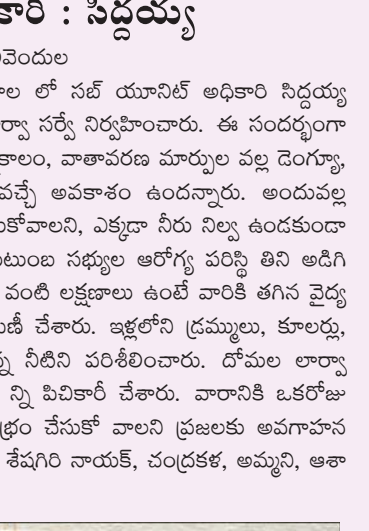 కారి : సిద్దయ్య
వెందుల
ల లో సబ్ యూనిట్ అధికారి సిద్దయ్య
ర్వా సర్వే నిర్వహించారు. ఈ సందర్భంగా
కాలం, వాతావరణ మార్పుల వల్ల డెంగ్యూ,
వచ్చే అవకాశం ఉందన్నారు. అందువల్ల
కోవాలని, ఎక్కడా నీరు నిల్వ ఉండకుండా
టుంబ సభ్యుల ఆరోగ్య పరిస్థి తిని అడిగి
వంటి లక్షణాలు ఉంటే వారికి తగిన వైద్య
ణీ చేశారు. ఇళ్లలోని డ్రమ్ములు, కూలర్లు,
న్న నీటిని పరిశీలించారు. దోమల లార్వా
న్ని పిచికారీ చేశారు. వారానికి ఒకరోజు
భ్రం చేసుకో వాలని ప్రజలకు అవగాహన
శేషగిరి నాయక్, చంద్రకళ, అమ్మని, ఆశా